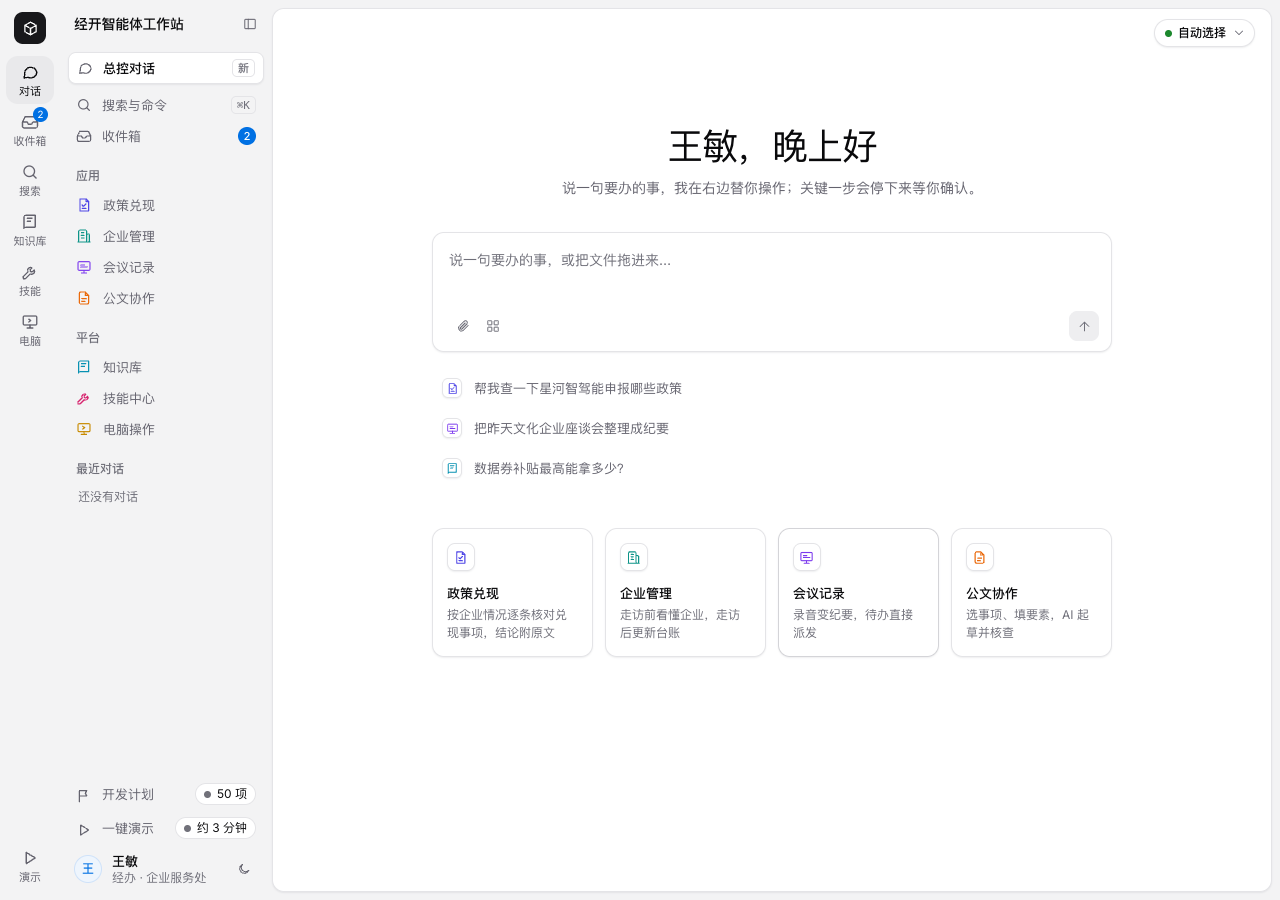 对话
2
收件箱
搜索
知识库
技能
电脑
演示
经开智能体工作站
总控对话 新
搜索与命令 ⌘K
收件箱 2
应用
政策兑现
企业管理
会议记录
公文协作
平台
知识库
技能中心
电脑操作
最近对话
还没有对话
开发计划 50 项
一键演示 约 3 分钟
王 王敏
经办 · 企业服务处
自动选择
王敏，晚上好
说一句要办的事，我在右边替你操作；关键一步会停下来等你确认。
说一句要办的事，或把文件拖进来...
帮我查一下星河智驾能申报哪些政策
把昨天文化企业座谈会整理成纪要
数据券补贴最高能拿多少？
政策兑现
按企业情况逐条核对兑
现事项，结论附原文
企业管理
走访前看懂企业，走访
后更新台账
会议记录
录音变纪要，待办直接
派发
公文协作
选事项、填要素，AI 起
草并核查